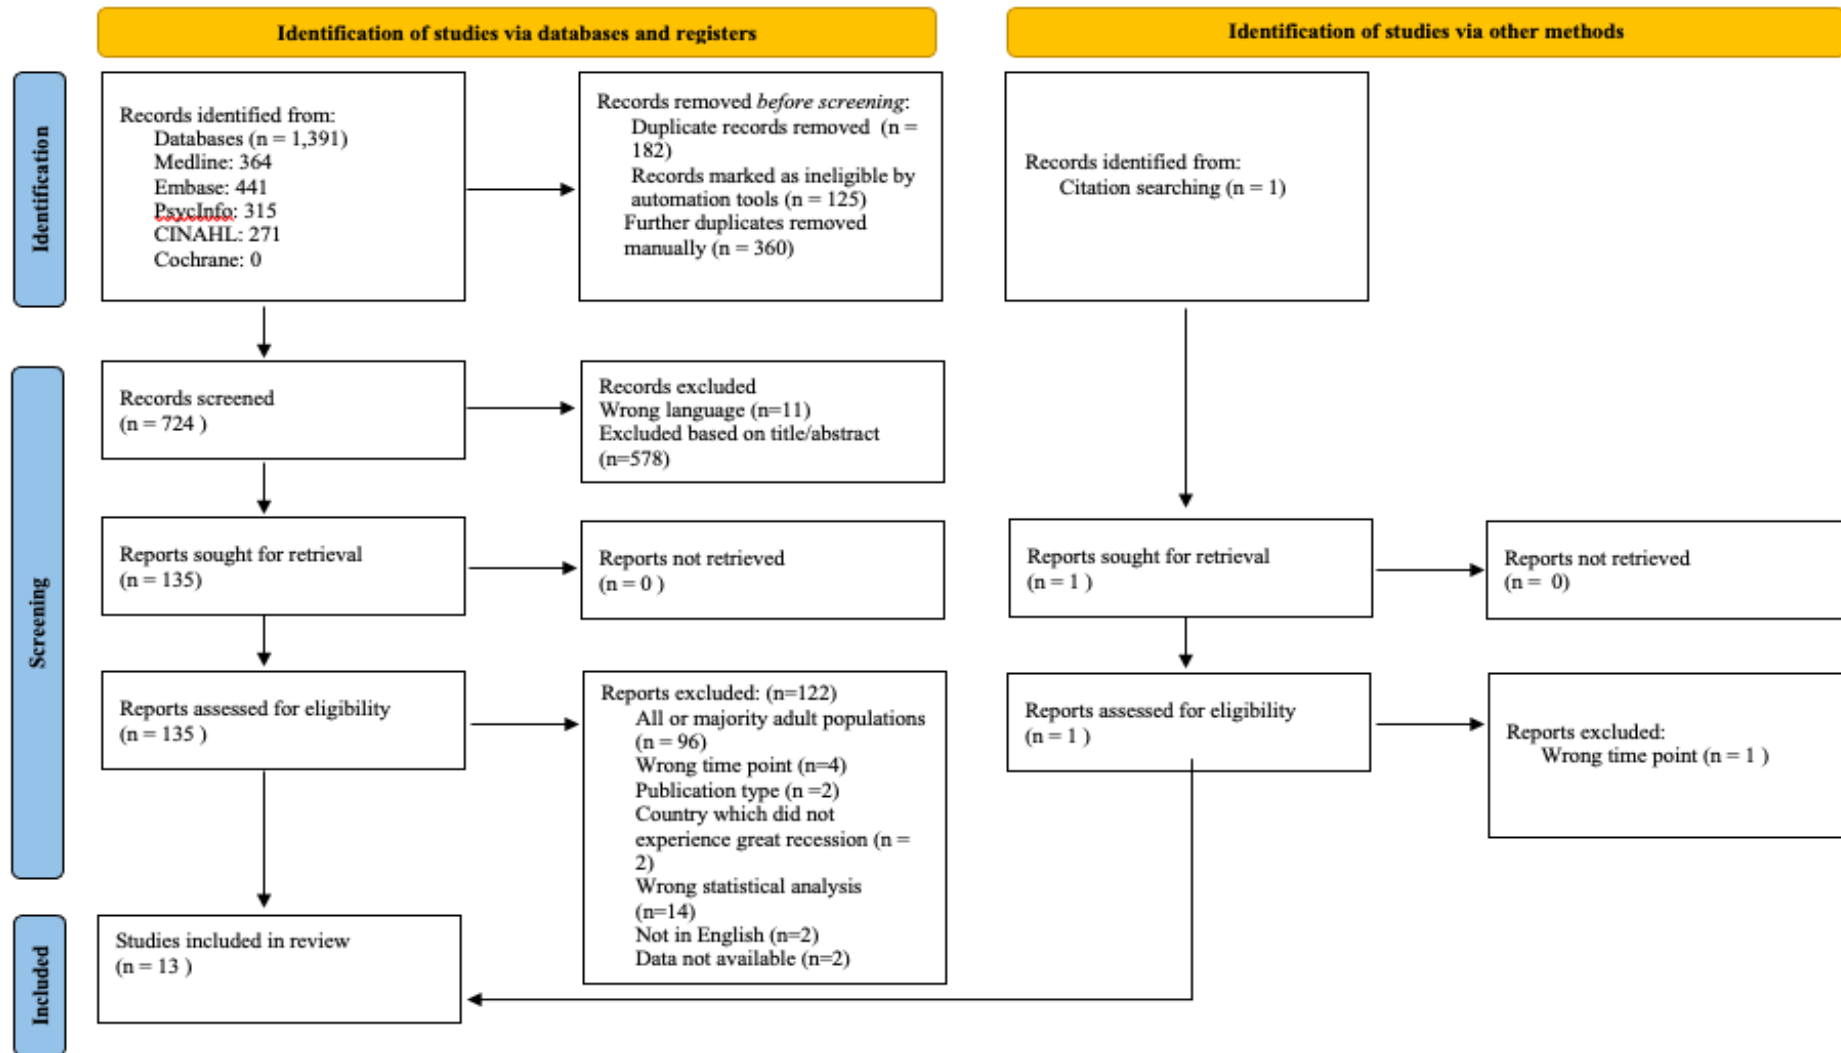 Identification of studies via databases and registers
Identification of studies via other methods
Identification
Records identified from:
Databases (n = 1,391)
Medline: 364
Embase: 441
PsycInfo: 315
CINAHL: 271
Cochrane: 0
Records removed before screening:
Duplicate records removed (n =
182)
Records marked as ineligible by
automation tools (n = 125)
Further duplicates removed
manually (n = 360)
Records identified from:
Citation searching (n = 1)
Screening
Records screened
(n = 724 )
Records excluded
Wrong language (n=11)
Excluded based on title/abstract
(n=578)
Reports sought for retrieval
(n = 135)
Reports not retrieved
(n = 0 )
Reports sought for retrieval
(n = 1 )
Reports not retrieved
(n = 0)
Reports assessed for eligibility
(n = 135 )
Reports excluded: (n=122)
All or majority adult populations
(n = 96)
Wrong time point (n=4)
Publication type (n =2)
Country which did not
experience great recession (n =
2)
Wrong statistical analysis
(n=14)
Not in English (n=2)
Data not available (n=2)
Reports assessed for eligibility
(n = 1 )
Reports excluded:
Wrong time point (n = 1 )
Included
Studies included in review
(n = 13 )